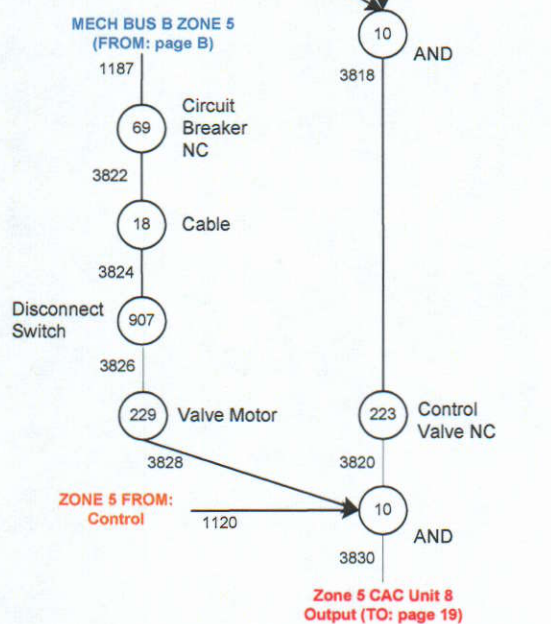 MECH BUS B ZONE 5
(FROM: page B)
10
AND
1187
3818
69
Circuit
Breaker
NC
3822
18
Cable
3824
Disconnect
Switch
907
3826
229
Valve Motor
223
Control
Valve NC
3828
3820
ZONE 5 FROM:
Control
1120
10
AND
3830
Zone 5 CAC Unit 8
Output (TO: page 19)